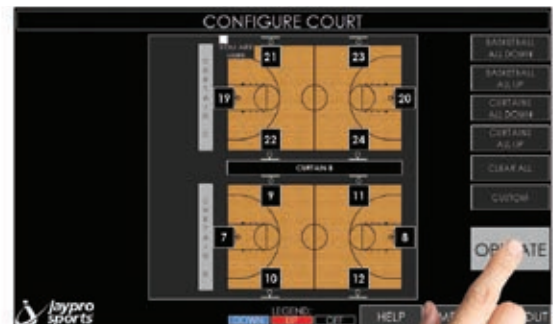 CONFIGURE COURT
YOU ARE
HERE
21
23
19
20
22
24
CURTAIN B
9
11
7
8
10
12
BASKETBALL
ALL DOWN
BASKETBALL
ALL UP
CURTAINS
ALL DOWN
CURTAINS
ALL UP
CLEAR ALL
CUSTOM
LEGEND:
DOWN
UP
OFF
HELP
Jaypro
sports